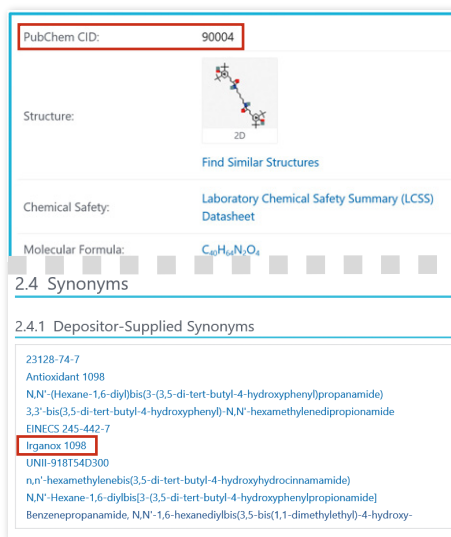 PubChem CID: 90004
Structure:
2D
Find Similar Structures
Chemical Safety: Laboratory Chemical Safety Summary (LCSS)
Datasheet
Molecular Formula: C₄₀H₆₄N₂O₄
2.4 Synonyms
2.4.1 Depositor-Supplied Synonyms
23128-74-7
Antioxidant 1098
N,N'-(Hexane-1,6-diyl)bis(3-(3,5-di-tert-butyl-4-hydroxyphenyl)propanamide)
3,3'-bis(3,5-di-tert-butyl-4-hydroxyphenyl)-N,N'-hexamethylenedipropionamide
EINECS 245-442-7
Irganox 1098
UNII-918T54D300
n,n'-hexamethylenebis(3,5-di-tert-butyl-4-hydroxyhydrocinnamamide)
N,N'-Hexane-1,6-diylbis[3-(3,5-di-tert-butyl-4-hydroxyphenylpropionamide]
Benzenepropanamide, N,N'-1,6-hexanediylbis(3,5-bis(1,1-dimethylethyl)-4-hydroxy-